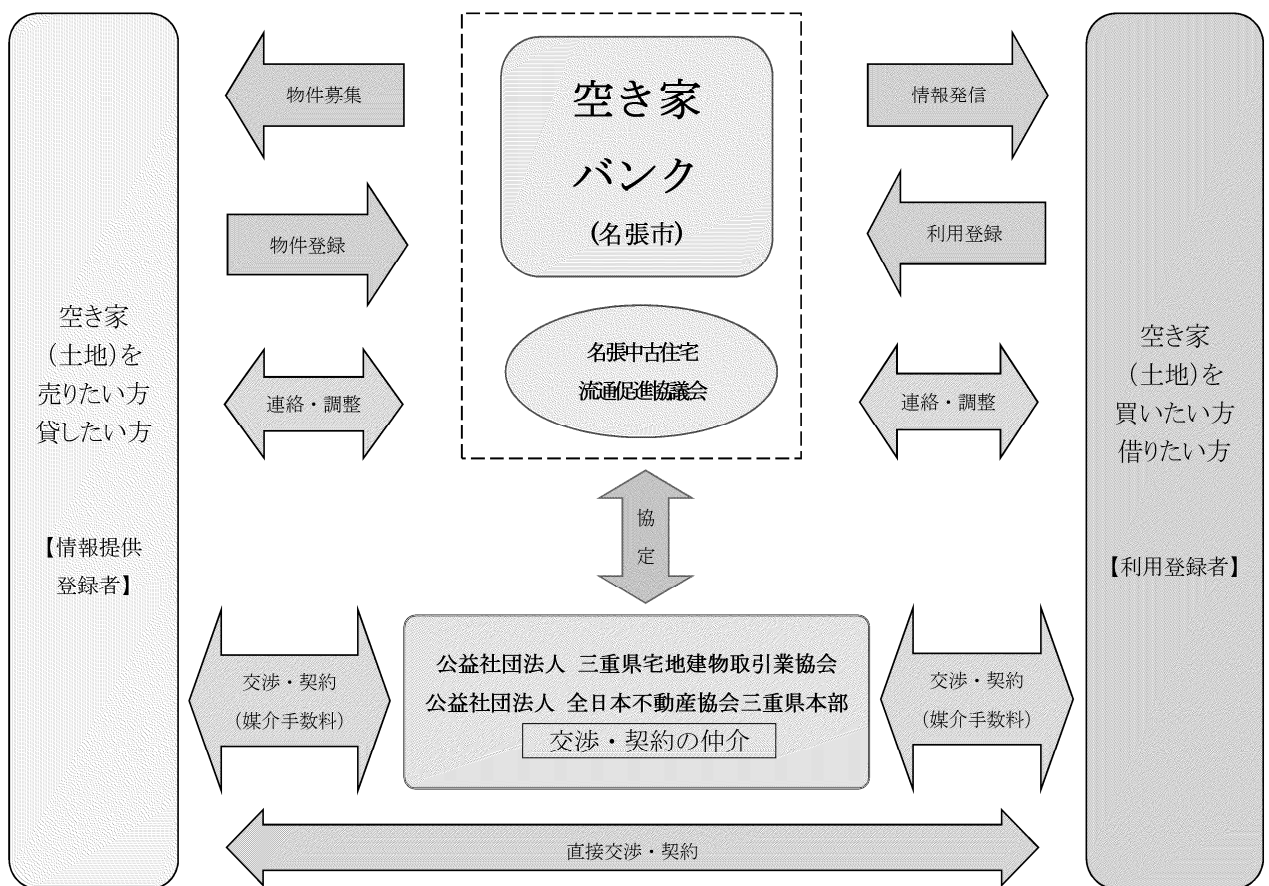 空き家
(土地)を
売りたい方
貸したい方
【情報提供
登録者】
物件募集
物件登録
連絡・調整
空き家
バンク
(名張市)
名張中古住宅
流通促進協議会
情報発信
利用登録
連絡・調整
空き家
(土地)を
買いたい方
借りたい方
【利用登録者】
協
定
交渉・契約
(媒介手数料)
公益社団法人 三重県宅地建物取引業協会
公益社団法人 全日本不動産協会三重県本部
交渉・契約の仲介
交渉・契約
(媒介手数料)
直接交渉・契約